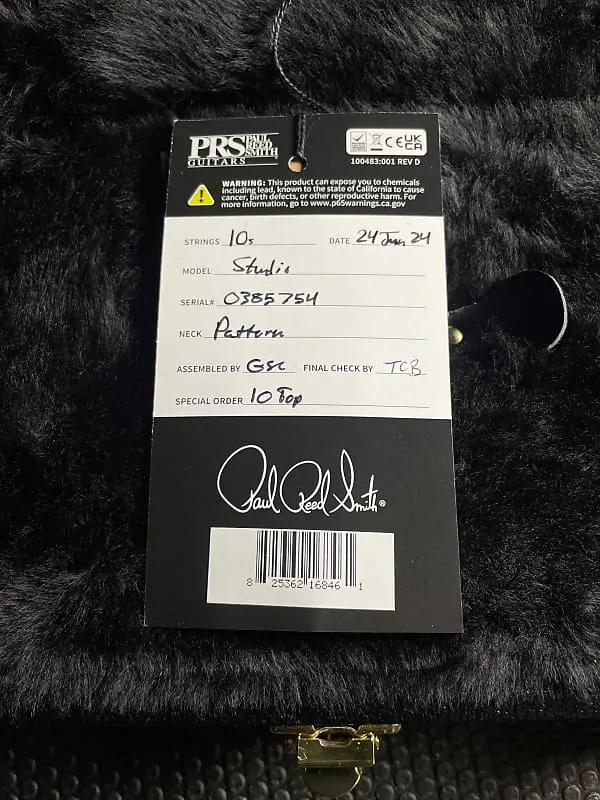 PRS PAUL REED SMITH
GUITARS
CE UK CA
100483:001 REV D
WARNING: This product can expose you to chemicals
including lead, known to the state of California to cause
cancer, birth defects, or other reproductive harm. For
more information, go to www.p65warnings.ca.gov
STRINGS 10s DATE 24 Jun 24
MODEL Studio
SERIAL# 0385754
NECK Pattern
ASSEMBLED BY GSC FINAL CHECK BY TCB
SPECIAL ORDER 10 Top
Paul Reed Smith®
8 25362 16846 1